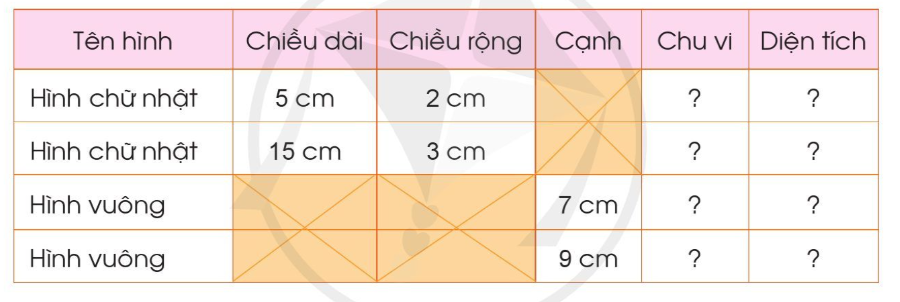 Tên hình Chiều dài Chiều rộng Cạnh Chu vi Diện tích
Hình chữ nhật 5 cm 2 cm ? ?
Hình chữ nhật 15 cm 3 cm ? ?
Hình vuông 7 cm ? ?
Hình vuông 9 cm ? ?